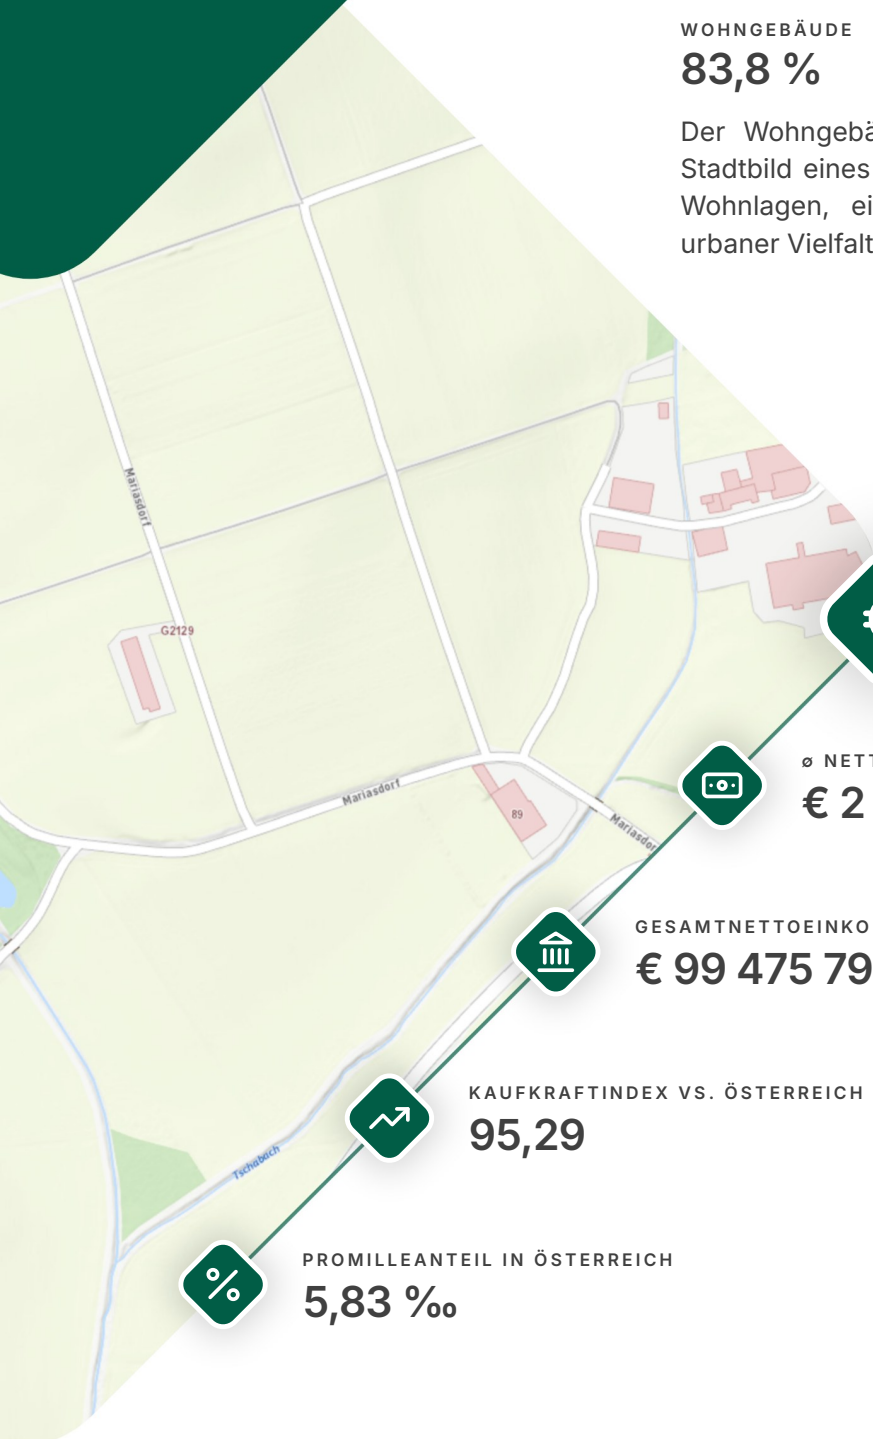 WOHNGEBÄUDE
83,8 %
Der Wohngebä
Stadtbild eines
Wohnlagen, ei
urbaner Vielfalt
Mariasdorf
G2129
Mariasdorf
89
Mariasdor
ø NETT
€ 2
GESAMTNETTOEINKO
€ 99 475 79
KAUFKRAFTINDEX VS. ÖSTERREICH
95,29
Tschabach
PROMILLEANTEIL IN ÖSTERREICH
5,83 ‰